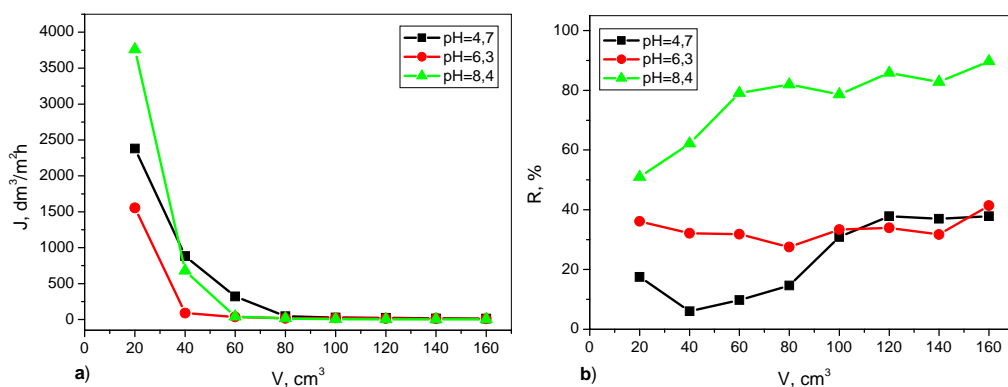 4000
3500
3000
2500
2000
1500
1000
500
0
J, dm³/m²h
pH=4,7
pH=6,3
pH=8,4
0 20 40 60 80 100 120 140 160
a)
V, cm³
100
80
60
40
20
0
R, %
pH=4,7
pH=6,3
pH=8,4
0 20 40 60 80 100 120 140 160
b)
V, cm³